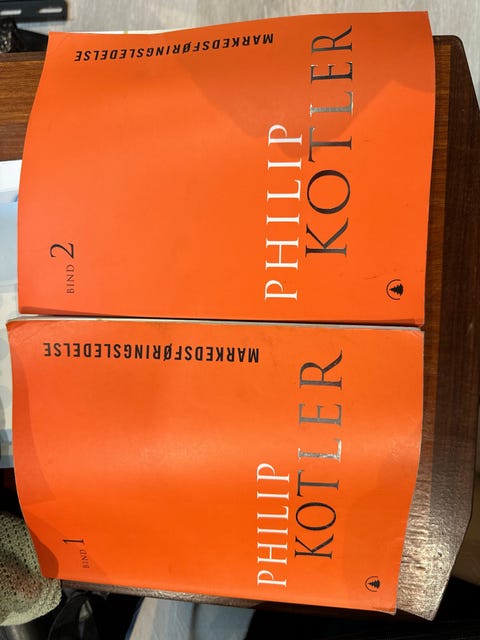 MARKEDSFØRINGSLEDELSE
PHILIP
KOTLER
BIND 2
MARKEDSFØRINGSLEDELSE
PHILIP
KOTLER
BIND 1